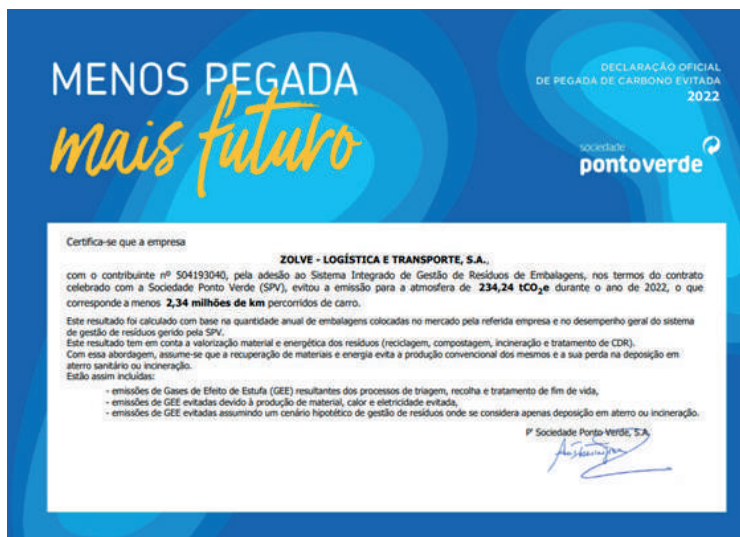 MENOS PEGADA
mais futuro
DECLARAÇÃO OFICIAL
DE PEGADA DE CARBONO EVITADA
2022
sociedade
pontoverde
Certifica-se que a empresa
ZOLVE - LOGÍSTICA E TRANSPORTE, S.A.,
com o contribuinte nº 504193040, pela adesão ao Sistema Integrado de Gestão de Resíduos de Embalagens, nos termos do contrato
celebrado com a Sociedade Ponto Verde (SPV), evitou a emissão para a atmosfera de 234,24 tCO2e durante o ano de 2022, o que
corresponde a menos 2,34 milhões de km percorridos de carro.
Este resultado foi calculado com base na quantidade anual de embalagens colocadas no mercado pela referida empresa e no desempenho geral do sistema
de gestão de resíduos gerido pela SPV.
Este resultado tem em conta a valorização material e energética dos resíduos (reciclagem, compostagem, incineração e tratamento de CDR).
Com essa abordagem, assume-se que a recuperação de materiais e energia evita a produção convencional dos mesmos e a sua perda na deposição em
aterro sanitário ou incineração.
Estão assim incluídas:
- emissões de Gases de Efeito de Estufa (GEE) resultantes dos processos de triagem, recolha e tratamento de fim de vida,
- emissões de GEE evitadas devido à produção de material, calor e eletricidade evitada,
- emissões de GEE evitadas assumindo um cenário hipotético de gestão de resíduos onde se considera apenas deposição em aterro ou incineração.
P' Sociedade Ponto Verde, S.A.